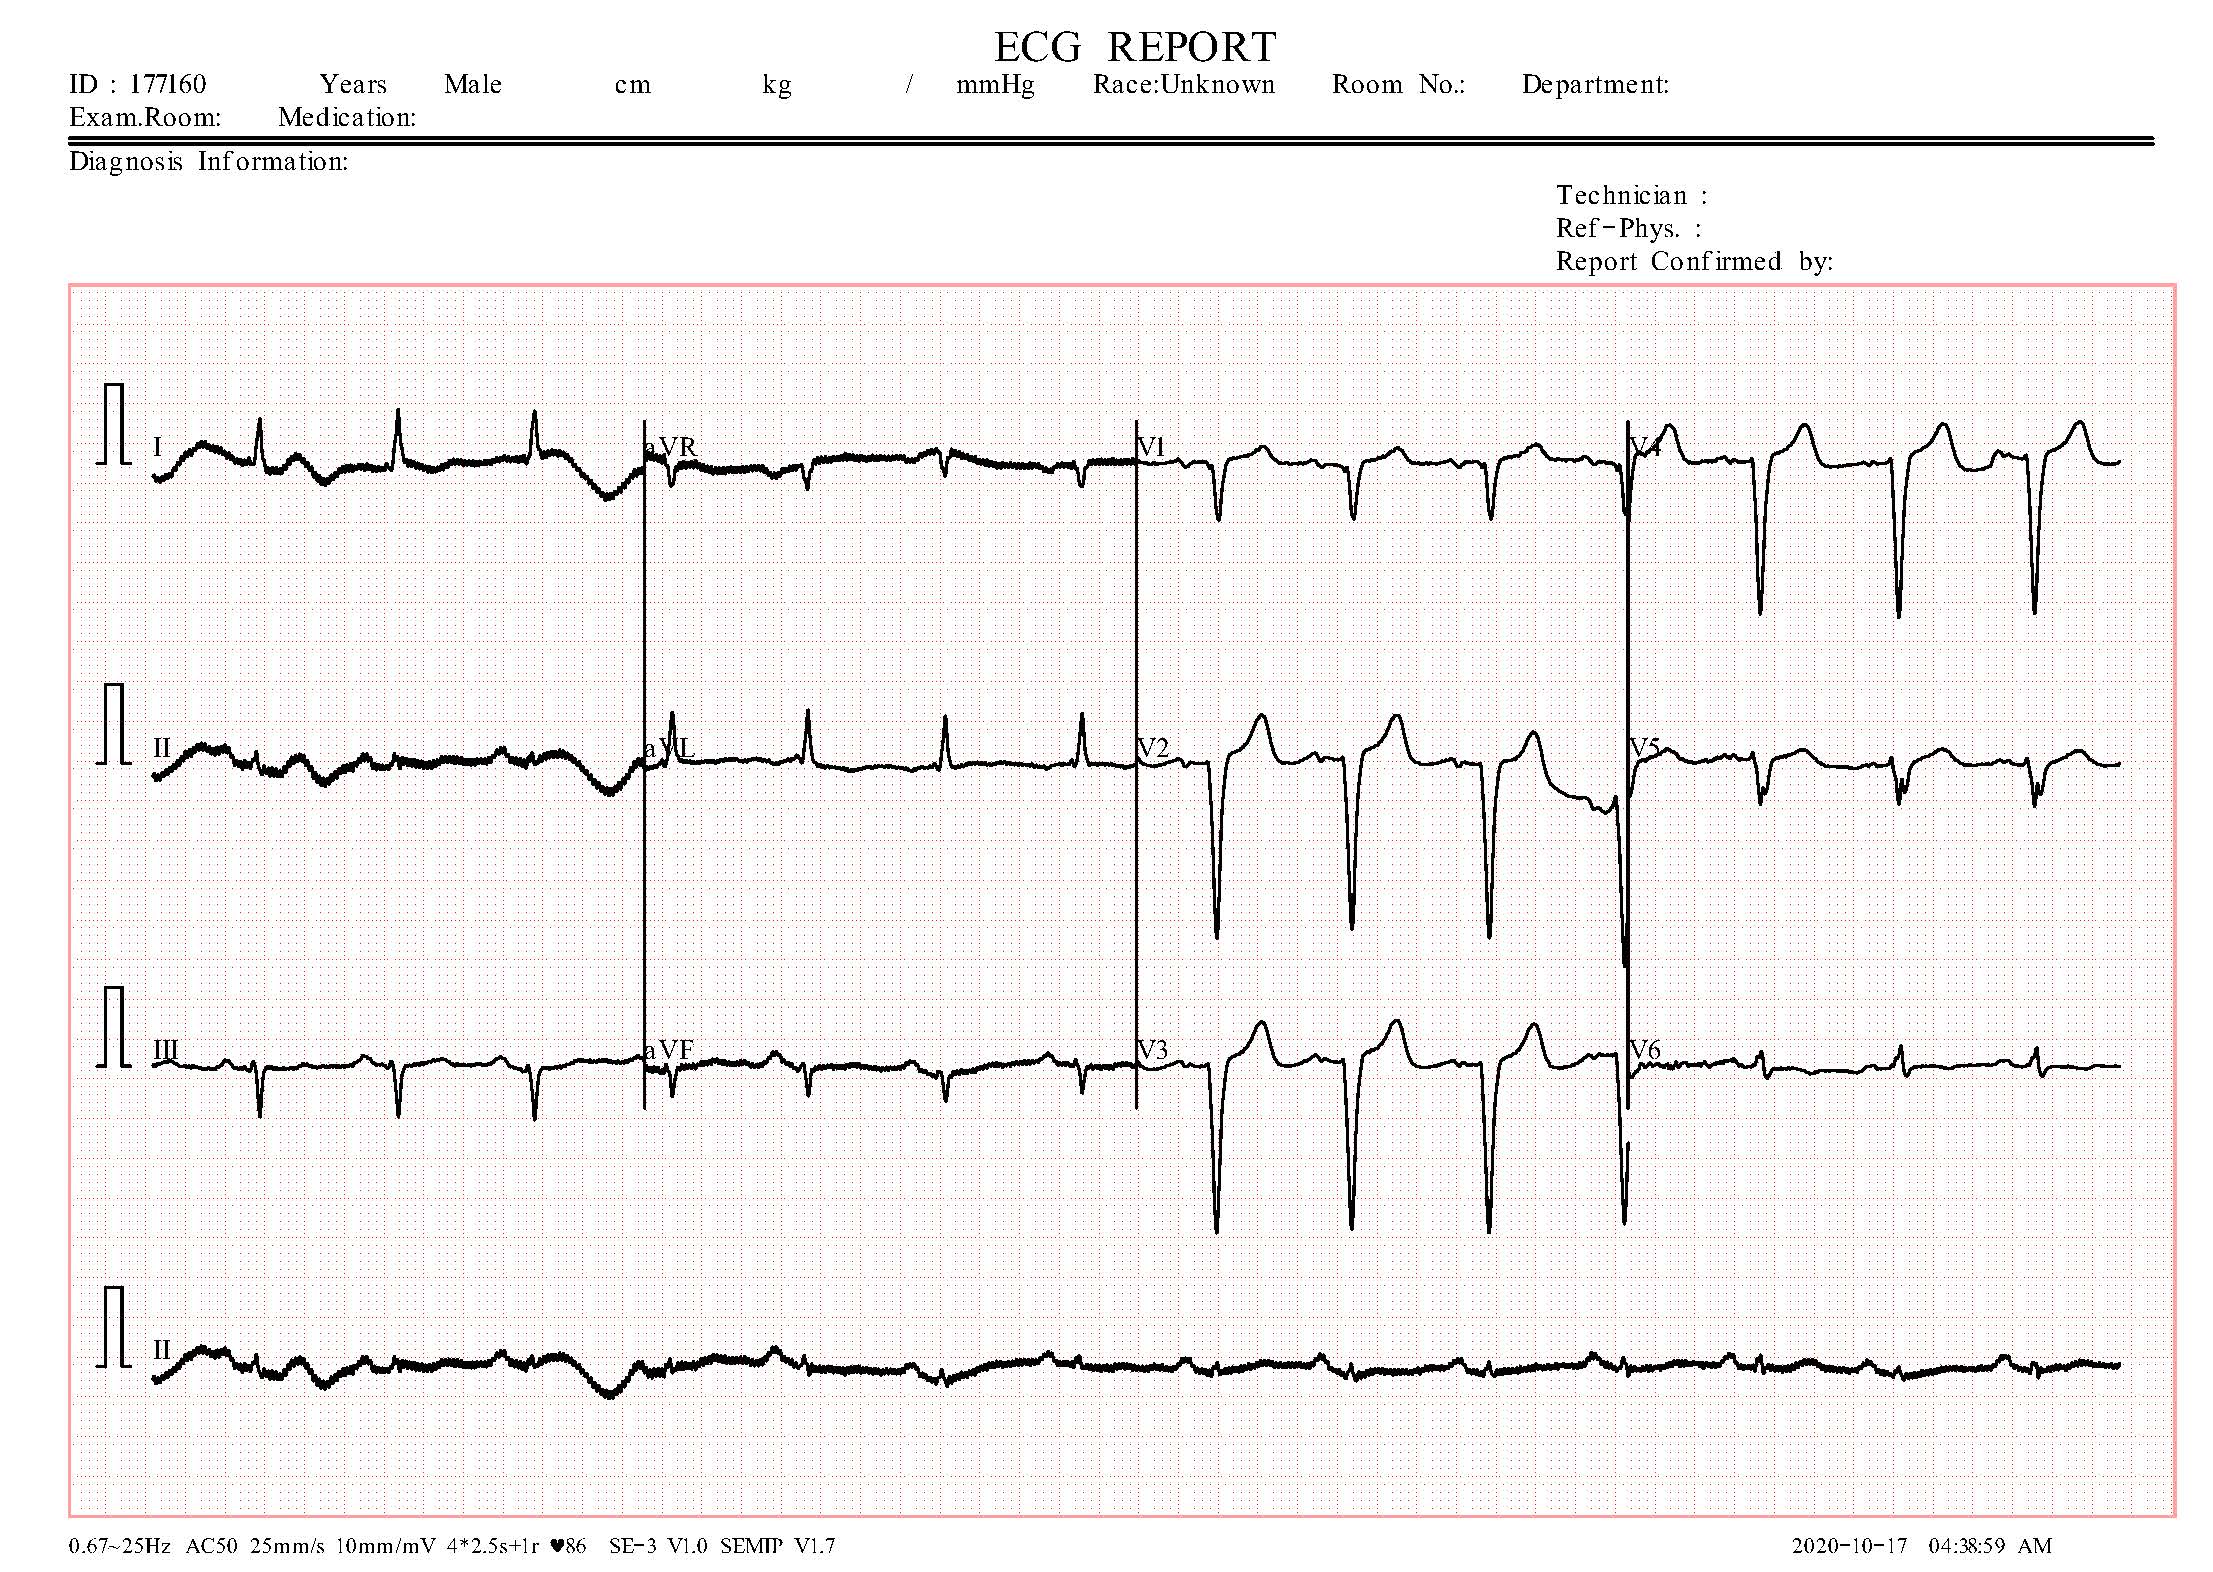 ECG REPORT
ID : 177160 Years Male cm kg / mmHg Race:Unknown Room No.: Department:
Exam.Room: Medication:
Diagnosis Information:
Technician :
Ref-Phys. :
Report Confirmed by:
I aVR V1 V4
II aVL V2 V5
III aVF V3 V6
II
0.67~25Hz AC50 25mm/s 10mm/mV 4*2.5s+1r ♥86 SE-3 V1.0 SEMIP V1.7 2020-10-17 04:38:59 AM